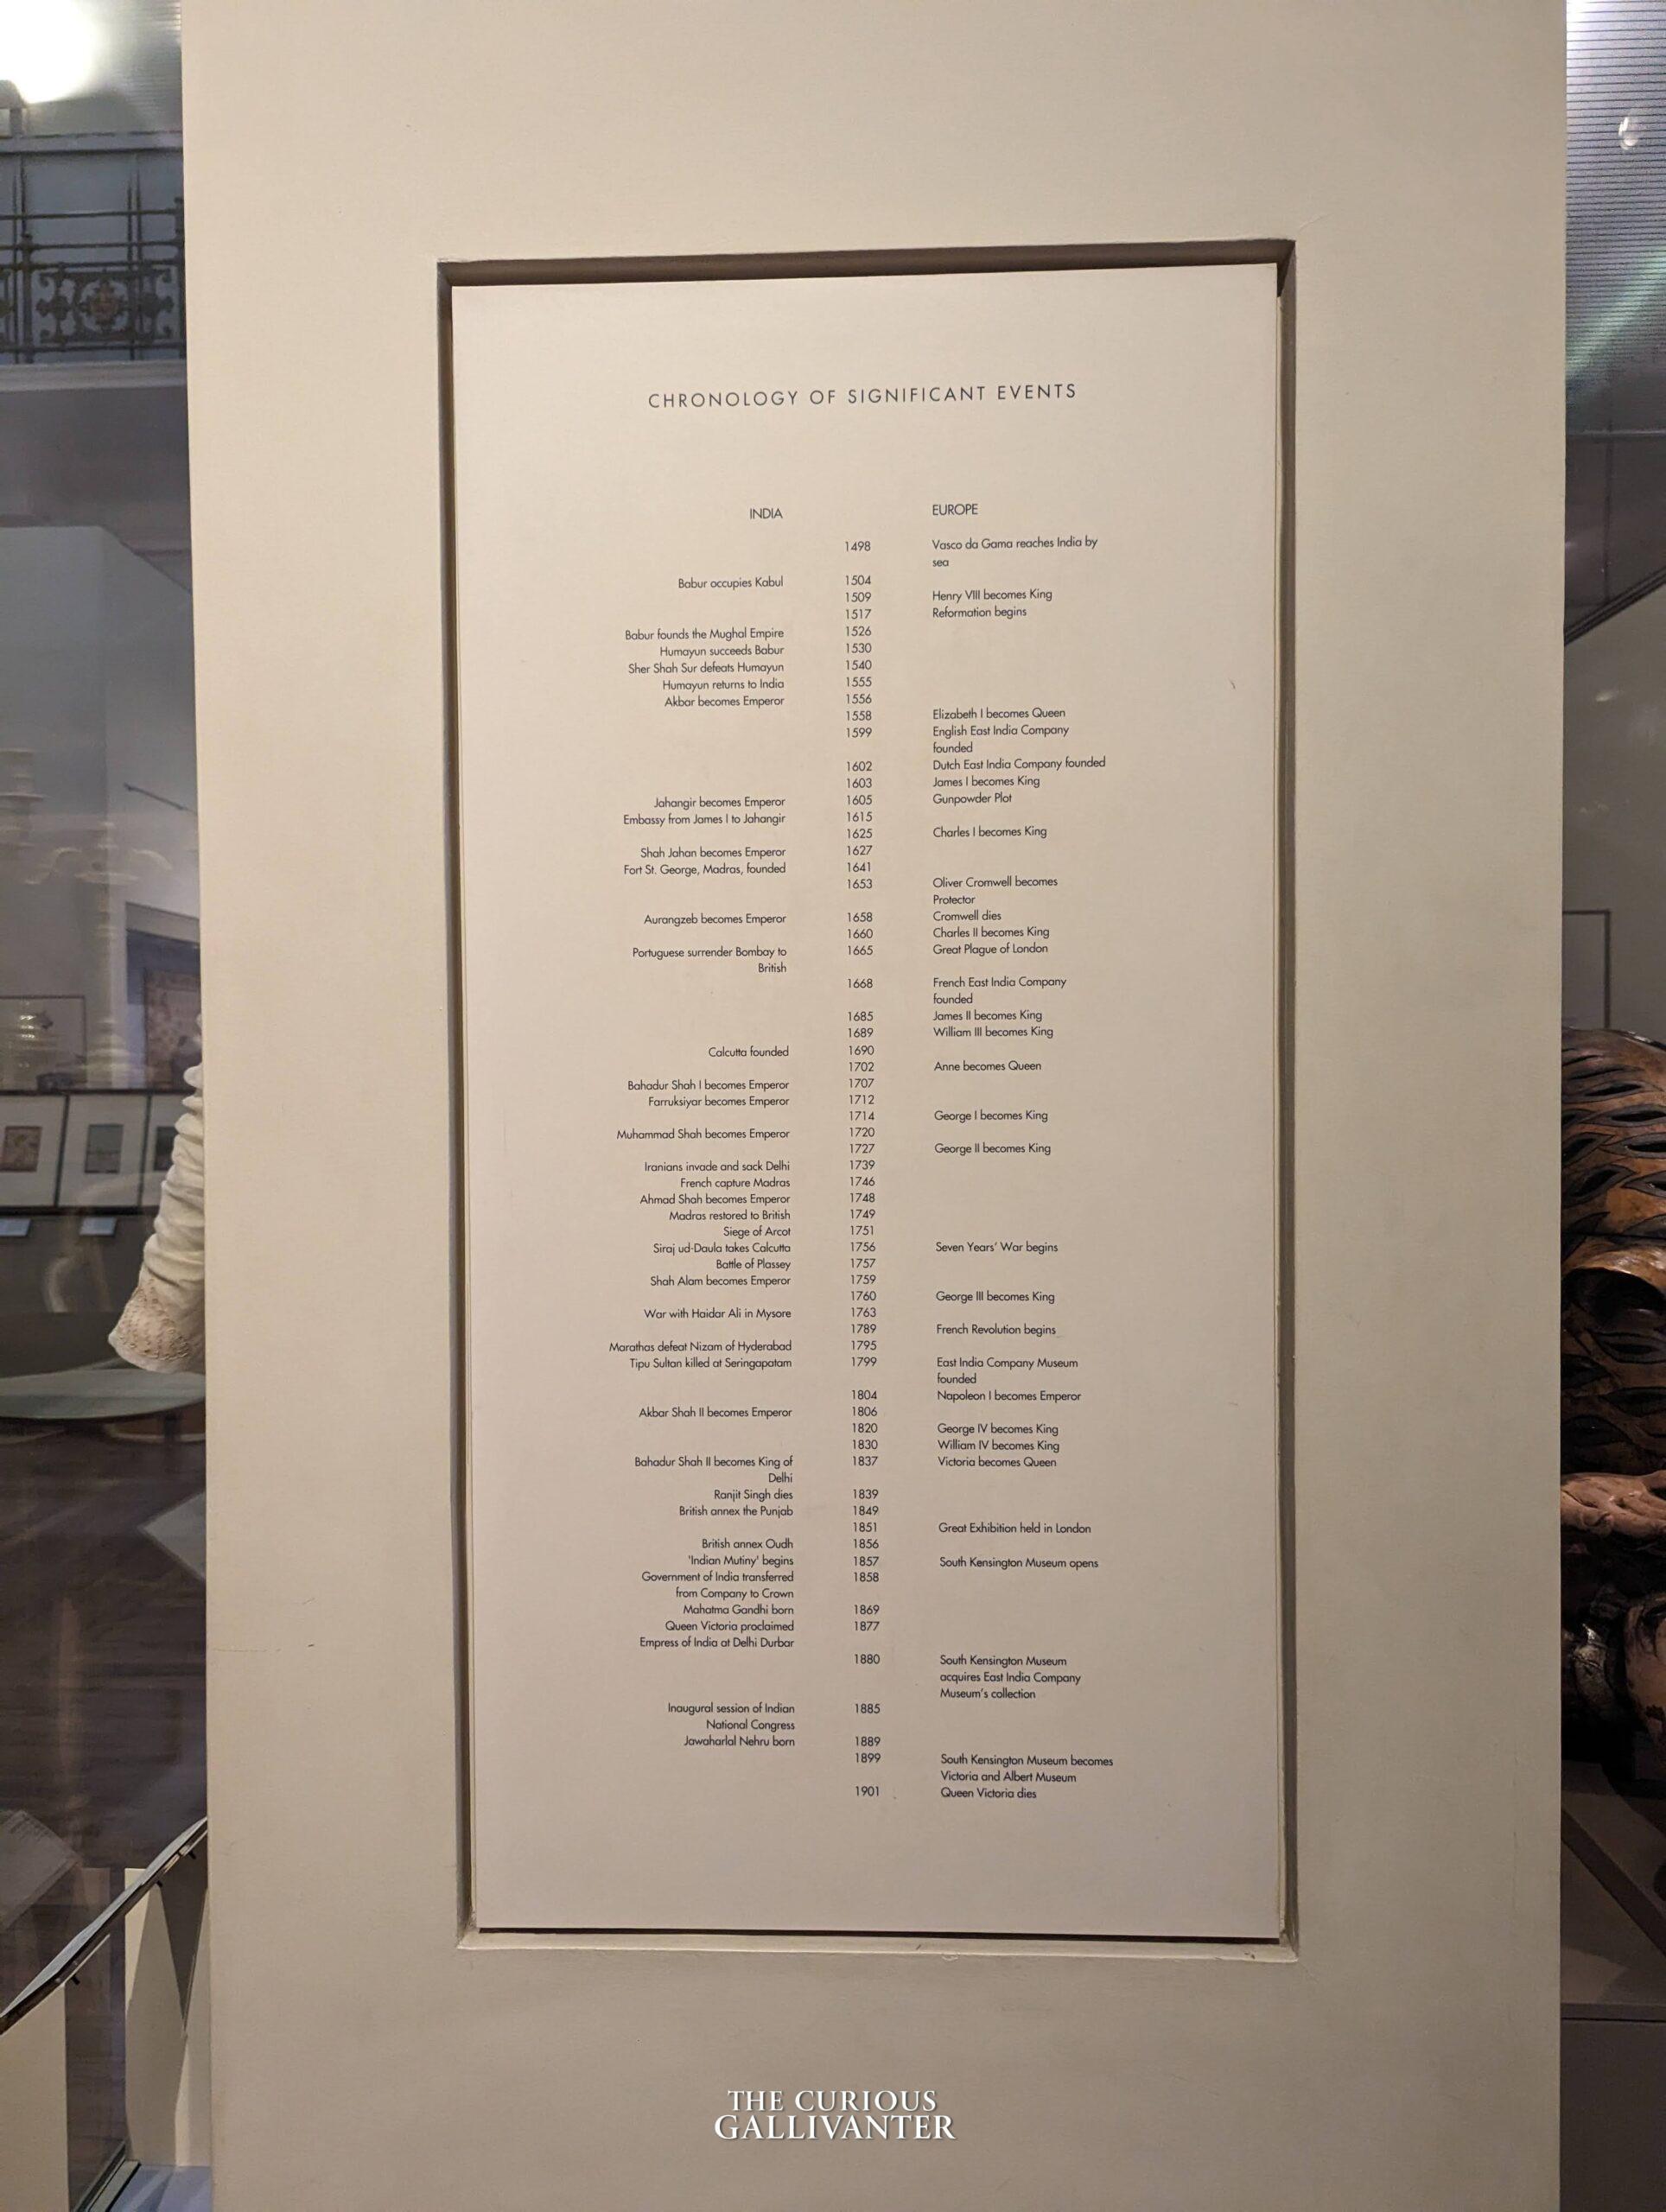 CHRONOLOGY OF SIGNIFICANT EVENTS
INDIA EUROPE
1498 Vasco da Gama reaches India by
sea
Babur occupies Kabul 1504
1509 Henry VIII becomes King
1517 Reformation begins
Babur founds the Mughal Empire 1526
Humayun succeeds Babur 1530
Sher Shah Sur defeats Humayun 1540
Humayun returns to India 1555
Akbar becomes Emperor 1556
1558 Elizabeth I becomes Queen
1599 English East India Company
founded
1602 Dutch East India Company founded
1603 James I becomes King
Jahangir becomes Emperor 1605 Gunpowder Plot
Embassy from James I to Jahangir 1615
1625 Charles I becomes King
Shah Jahan becomes Emperor 1627
Fort St. George, Madras, founded 1641
1653 Oliver Cromwell becomes
Protector
Aurangzeb becomes Emperor 1658 Cromwell dies
1660 Charles II becomes King
Portuguese surrender Bombay to 1665 Great Plague of London
British
1668 French East India Company
founded
1685 James II becomes King
1689 William III becomes King
Calcutta founded 1690
1702 Anne becomes Queen
Bahadur Shah I becomes Emperor 1707
Farruksiyar becomes Emperor 1712
1714 George I becomes King
Muhammad Shah becomes Emperor 1720
1727 George II becomes King
Iranians invade and sack Delhi 1739
French capture Madras 1746
Ahmad Shah becomes Emperor 1748
Madras restored to British 1749
Siege of Arcot 1751
Siraj ud-Daula takes Calcutta 1756 Seven Years' War begins
Battle of Plassey 1757
Shah Alam becomes Emperor 1759
1760 George III becomes King
War with Haidar Ali in Mysore 1763
1789 French Revolution begins
Marathas defeat Nizam of Hyderabad 1795
Tipu Sultan killed at Seringapatam 1799 East India Company Museum
founded
1804 Napoleon I becomes Emperor
Akbar Shah II becomes Emperor 1806
1820 George IV becomes King
1830 William IV becomes King
Bahadur Shah II becomes King of 1837 Victoria becomes Queen
Delhi
Ranjit Singh dies 1839
British annex the Punjab 1849
1851 Great Exhibition held in London
British annex Oudh 1856
'Indian Mutiny' begins 1857 South Kensington Museum opens
Government of India transferred 1858
from Company to Crown
Mahatma Gandhi born 1869
Queen Victoria proclaimed 1877
Empress of India at Delhi Durbar
1880 South Kensington Museum
acquires East India Company
Museum's collection
Inaugural session of Indian 1885
National Congress
Jawaharlal Nehru born 1889
1899 South Kensington Museum becomes
Victoria and Albert Museum
1901 Queen Victoria dies
THE CURIOUS
GALLIVANTER